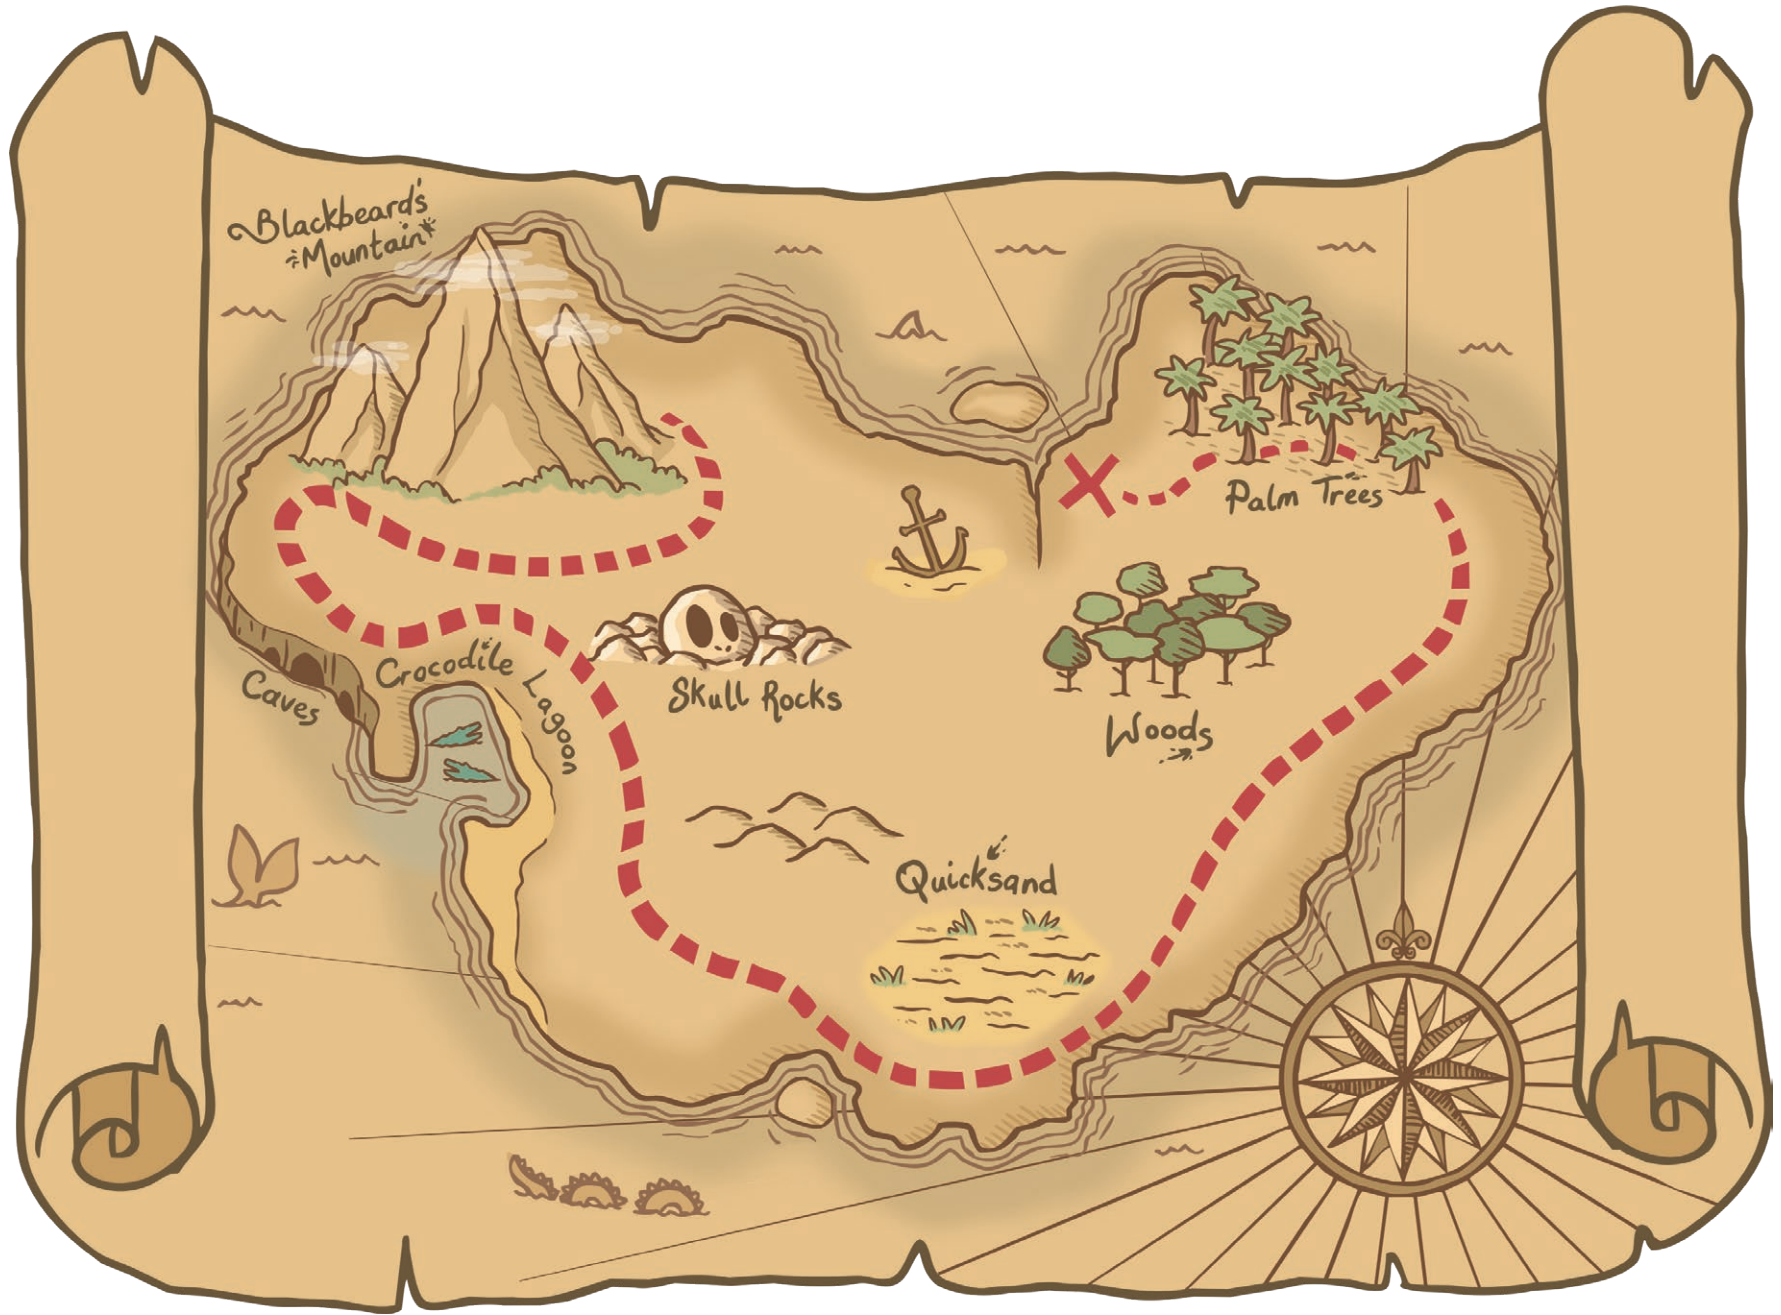 Blackbeard's
Mountain
Palm Trees
Crocodile Lagoon
Caves
Skull Rocks
Woods
Quicksand